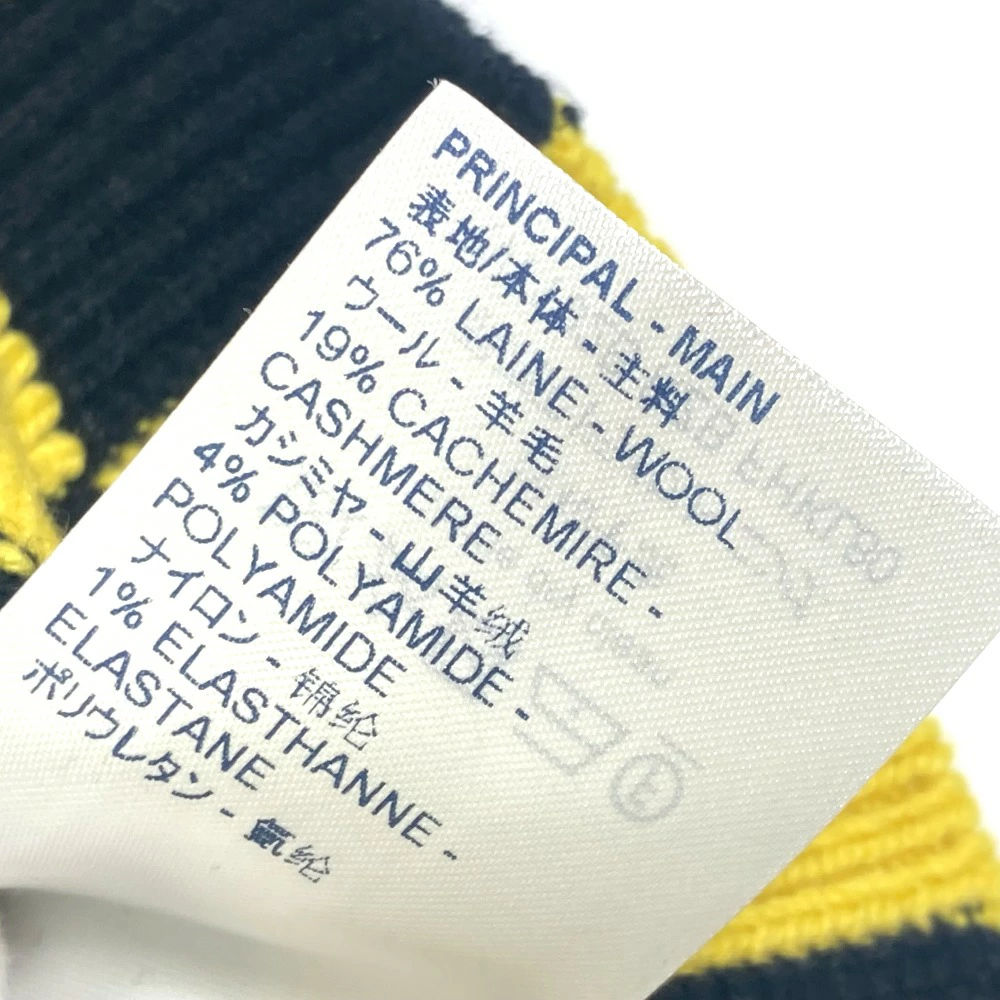 PRINCIPAL - MAIN
表地/本体 - 主料
76% LAINE - WOOL
ウール - 羊毛
19% CACHEMIRE -
CASHMERE
カシミヤ - 山羊绒
4% POLYAMIDE -
POLYAMIDE
ナイロン - 锦纶
1% ELASTHANNE -
ELASTANE
ポリウレタン - 氨纶